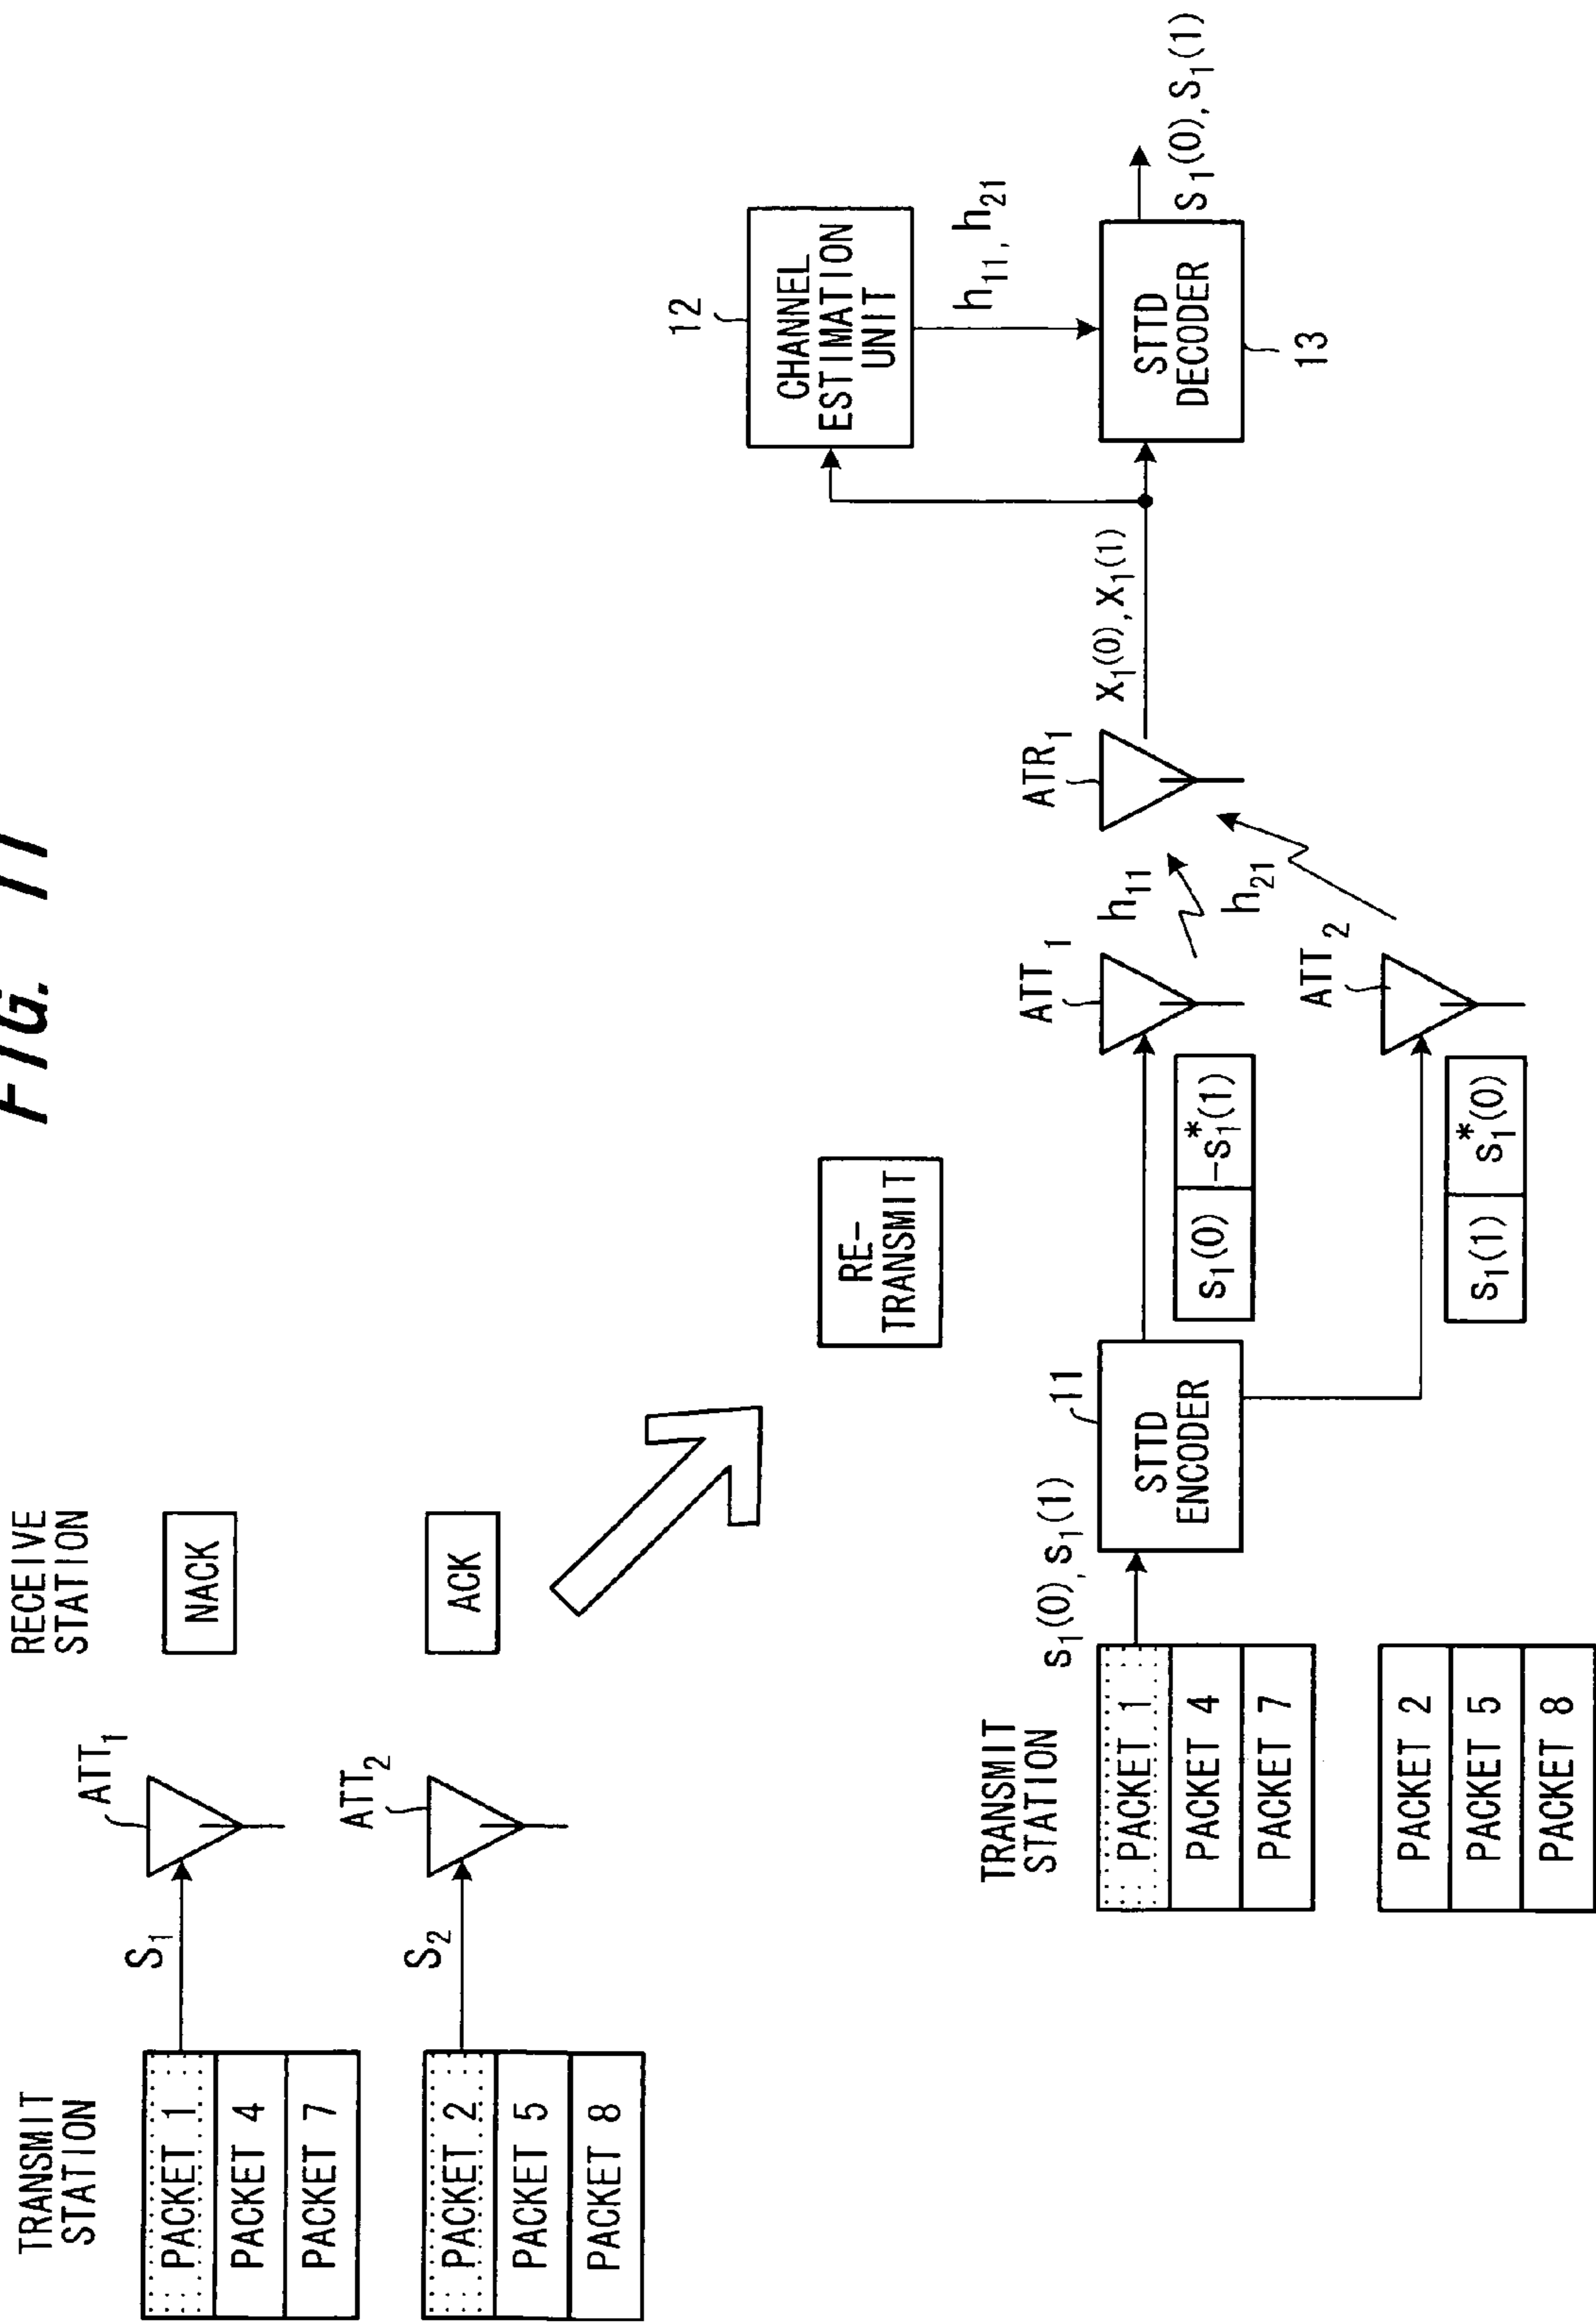 FIG. 11
TRANSMIT
STATION
RECEIVE
STATION
PACKET 1
PACKET 4
PACKET 7
S₁
ATT₁
NACK
PACKET 2
PACKET 5
PACKET 8
S₂
ATT₂
ACK
RE-
TRANSMIT
TRANSMIT
STATION
PACKET 1
PACKET 4
PACKET 7
PACKET 2
PACKET 5
PACKET 8
s₁(0), s₁(1)
11
STTD
ENCODER
s₁(0) -s₁*(1)
s₁(1) s₁*(0)
ATT₁
ATT₂
h₁₁
h₂₁
ATR₁
x₁(0), x₁(1)
12
CHANNEL
ESTIMATION
UNIT
h₁₁, h₂₁
STTD
DECODER
13
s₁(0), s₁(1)